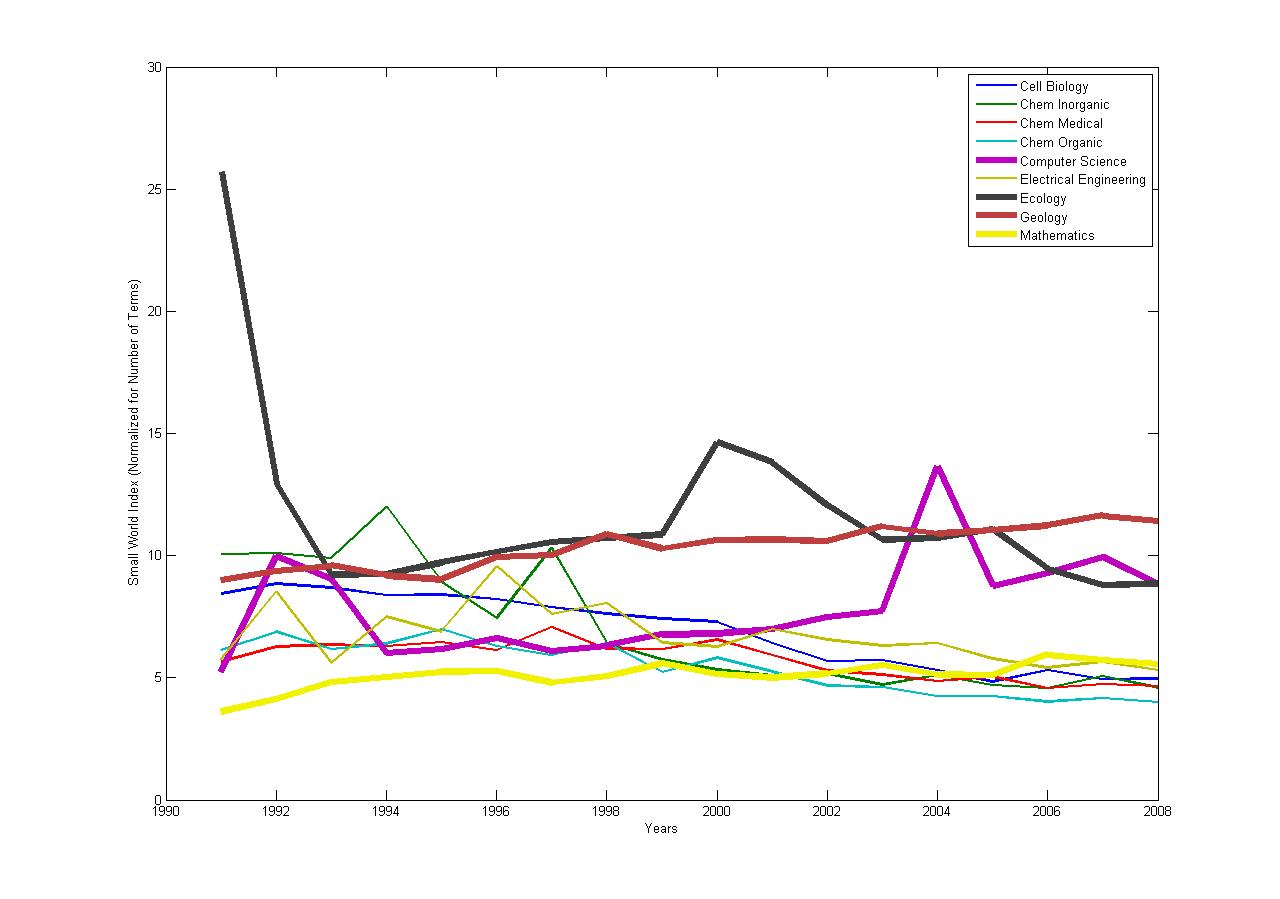 30
25
20
15
10
5
0
Small World Index (Normalized for Number of Terms)
Cell Biology
Chem Inorganic
Chem Medical
Chem Organic
Computer Science
Electrical Engineering
Ecology
Geology
Mathematics
1990 1992 1994 1996 1998 2000 2002 2004 2006 2008
Years